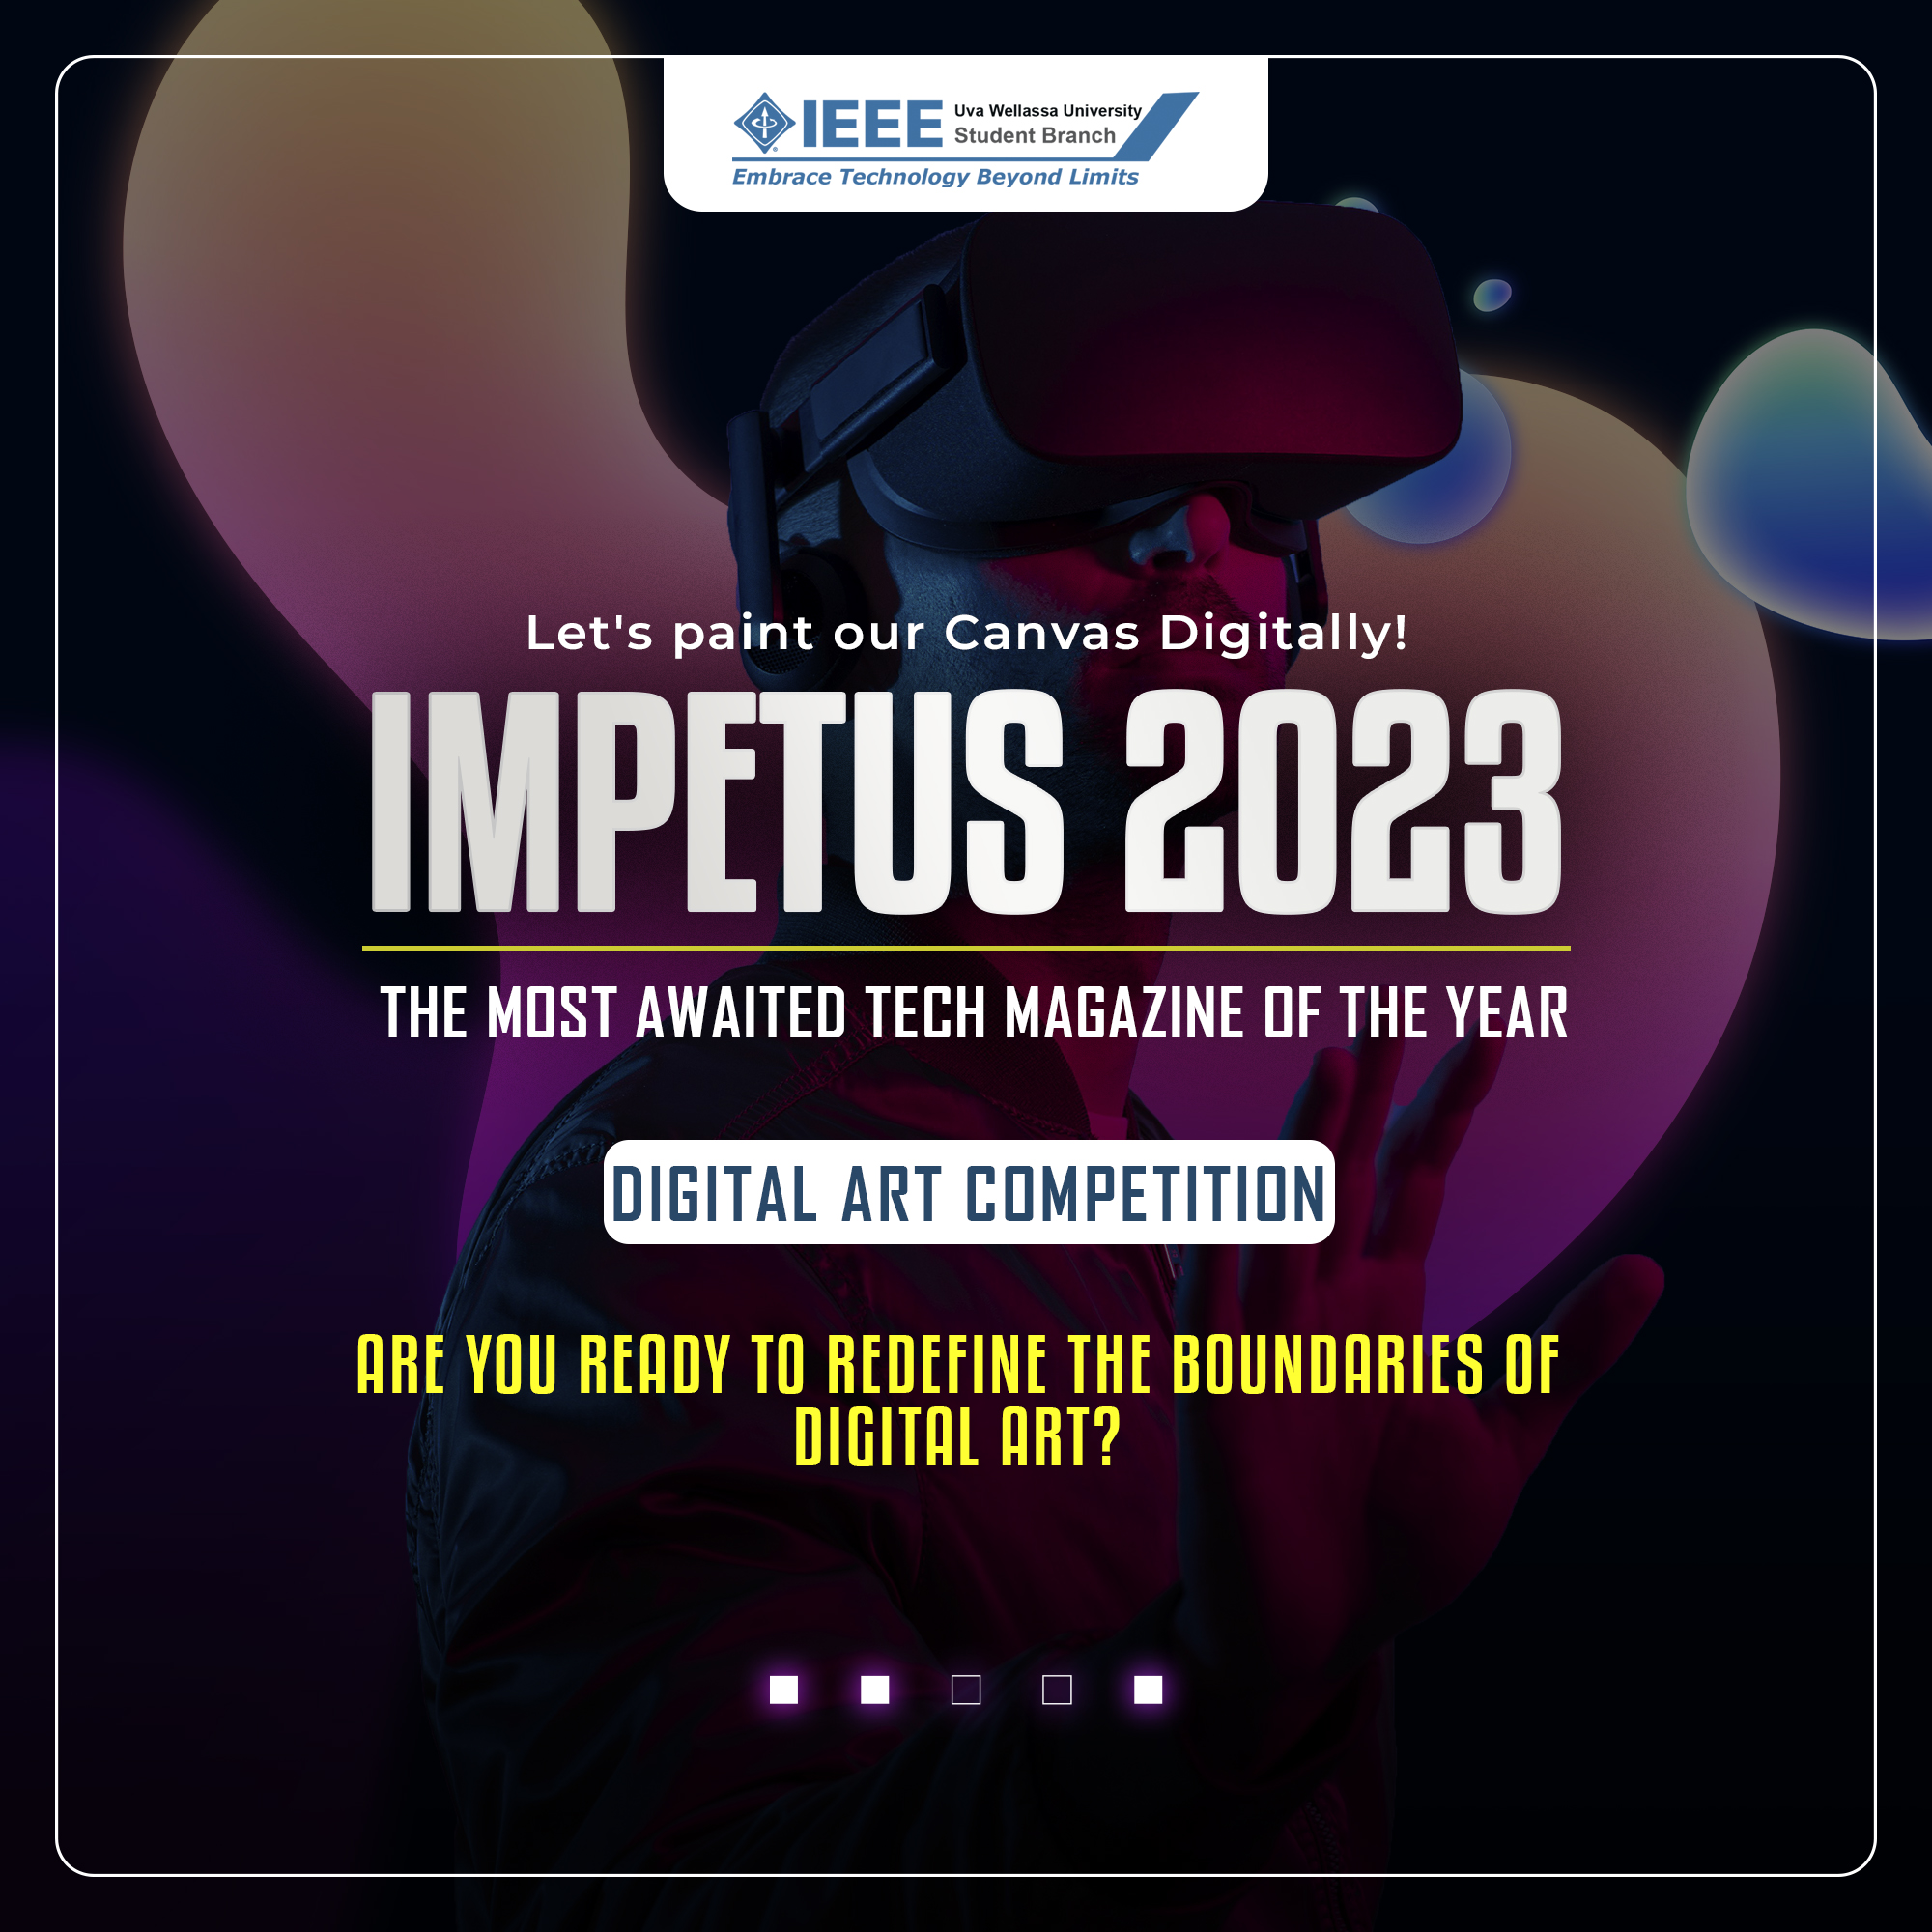 IEEE
Uva Wellassa University
Student Branch
Embrace Technology Beyond Limits
Let's paint our Canvas Digitally!
IMPETUS 2023
THE MOST AWAITED TECH MAGAZINE OF THE YEAR
DIGITAL ART COMPETITION
ARE YOU READY TO REDEFINE THE BOUNDARIES OF
DIGITAL ART?